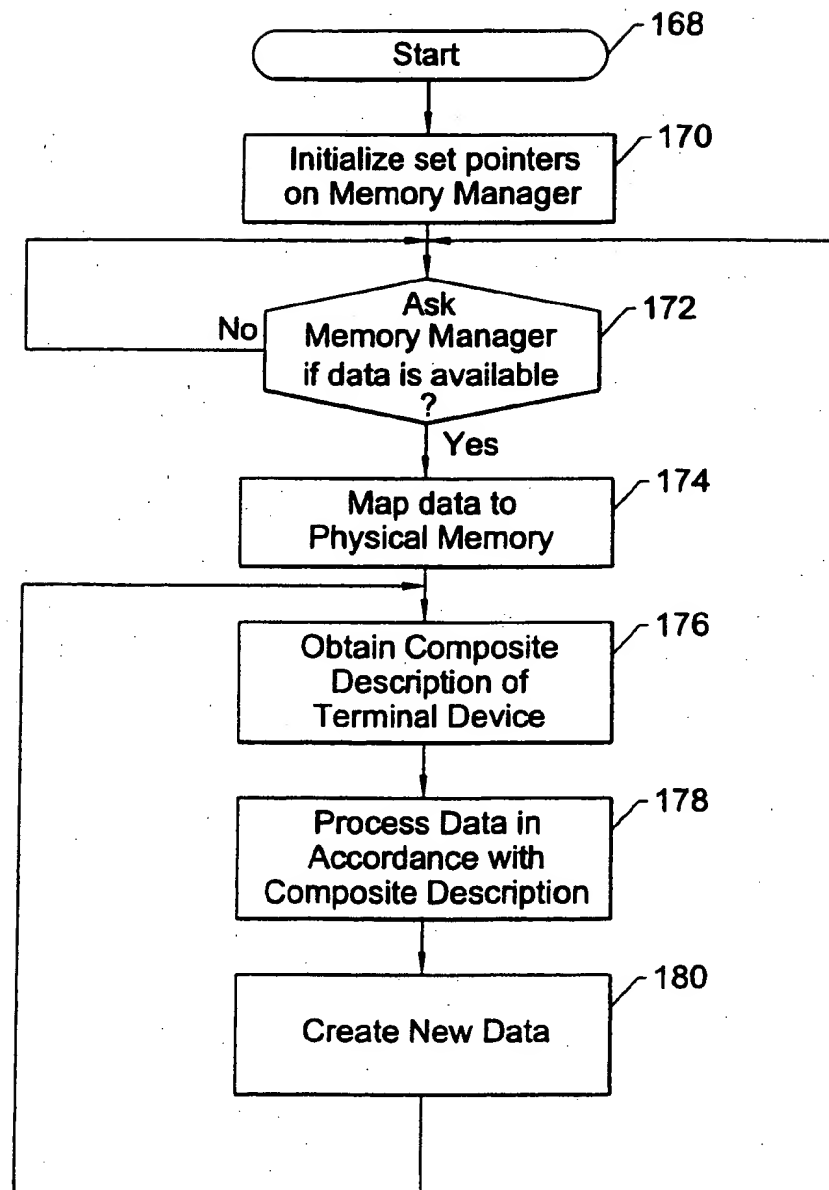 Start
168
Initialize set pointers
on Memory Manager
170
Ask
Memory Manager
if data is available
?
172
No
Yes
Map data to
Physical Memory
174
Obtain Composite
Description of
Terminal Device
176
Process Data in
Accordance with
Composite Description
178
Create New Data
180